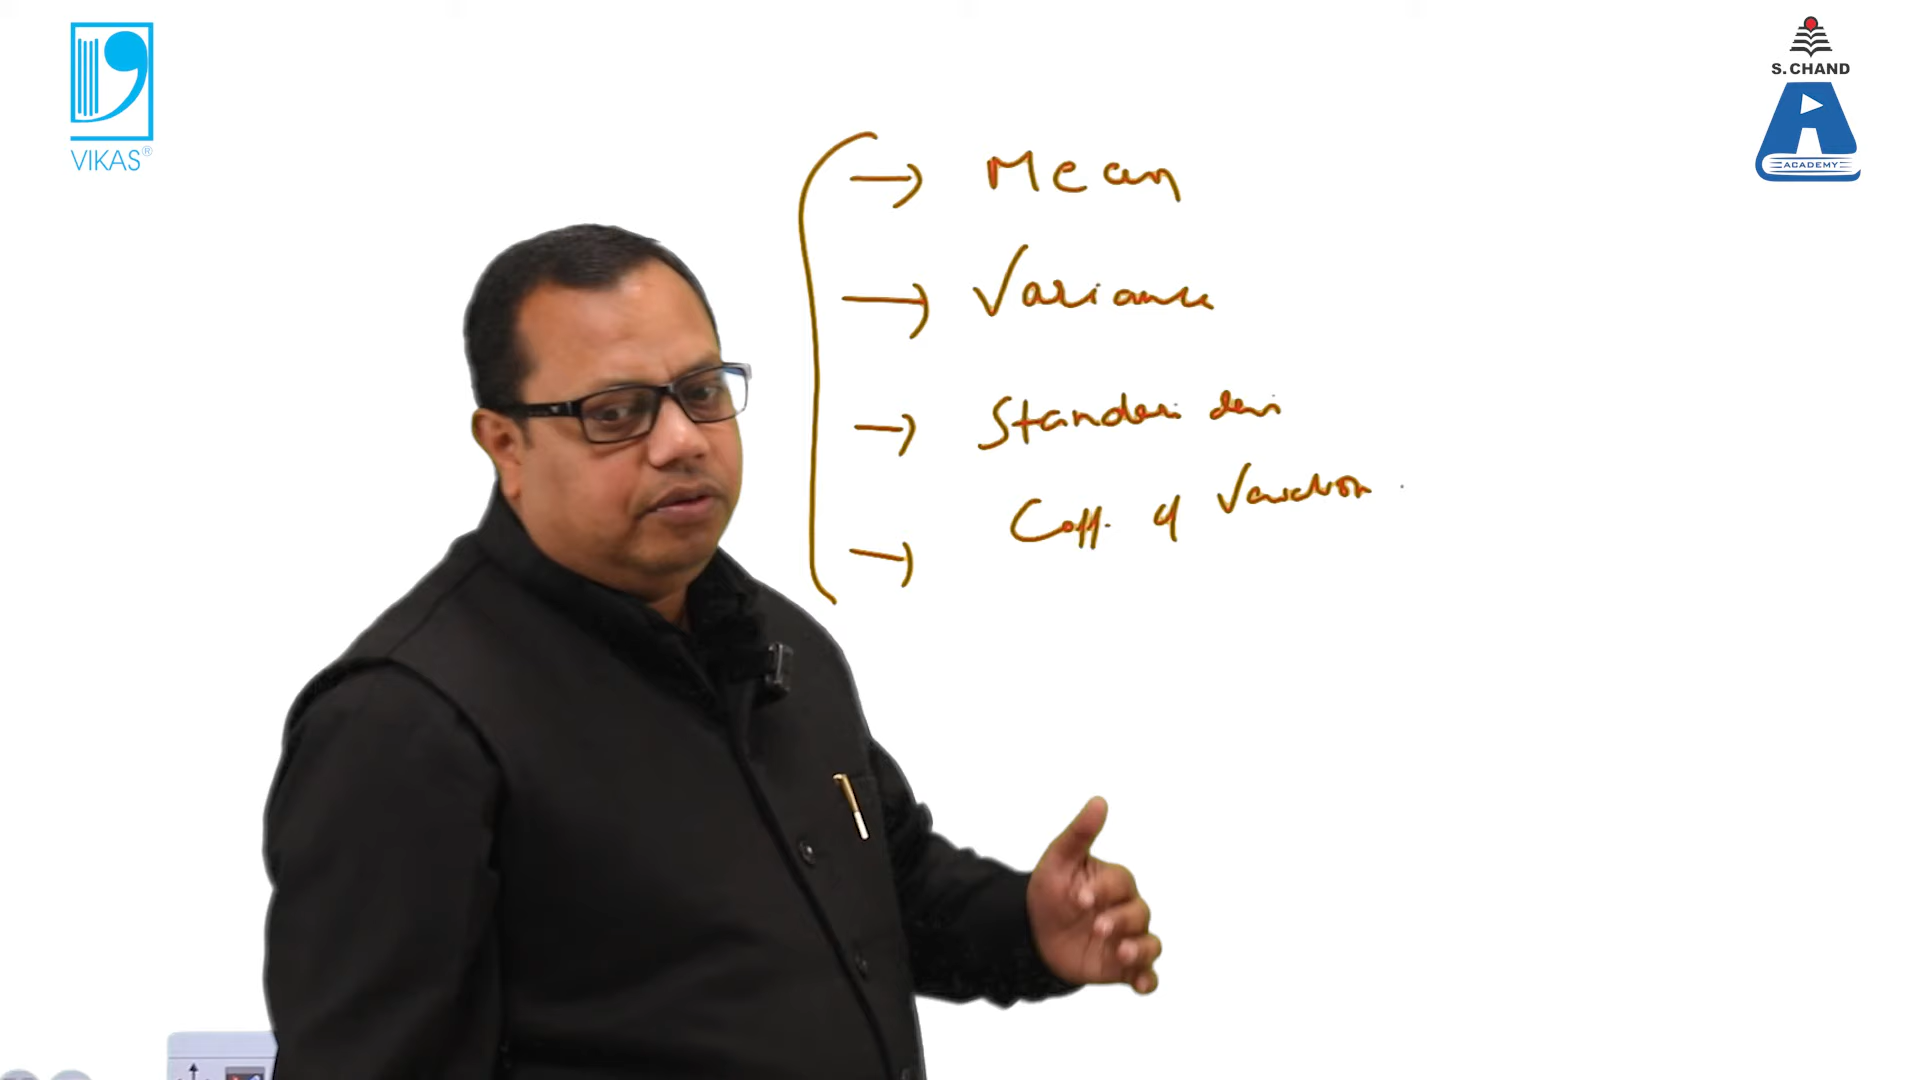 VIKAS®
S. CHAND
ACADEMY
→ Mean
→ Variance
→ Standard devi
→ Coff. of Variation